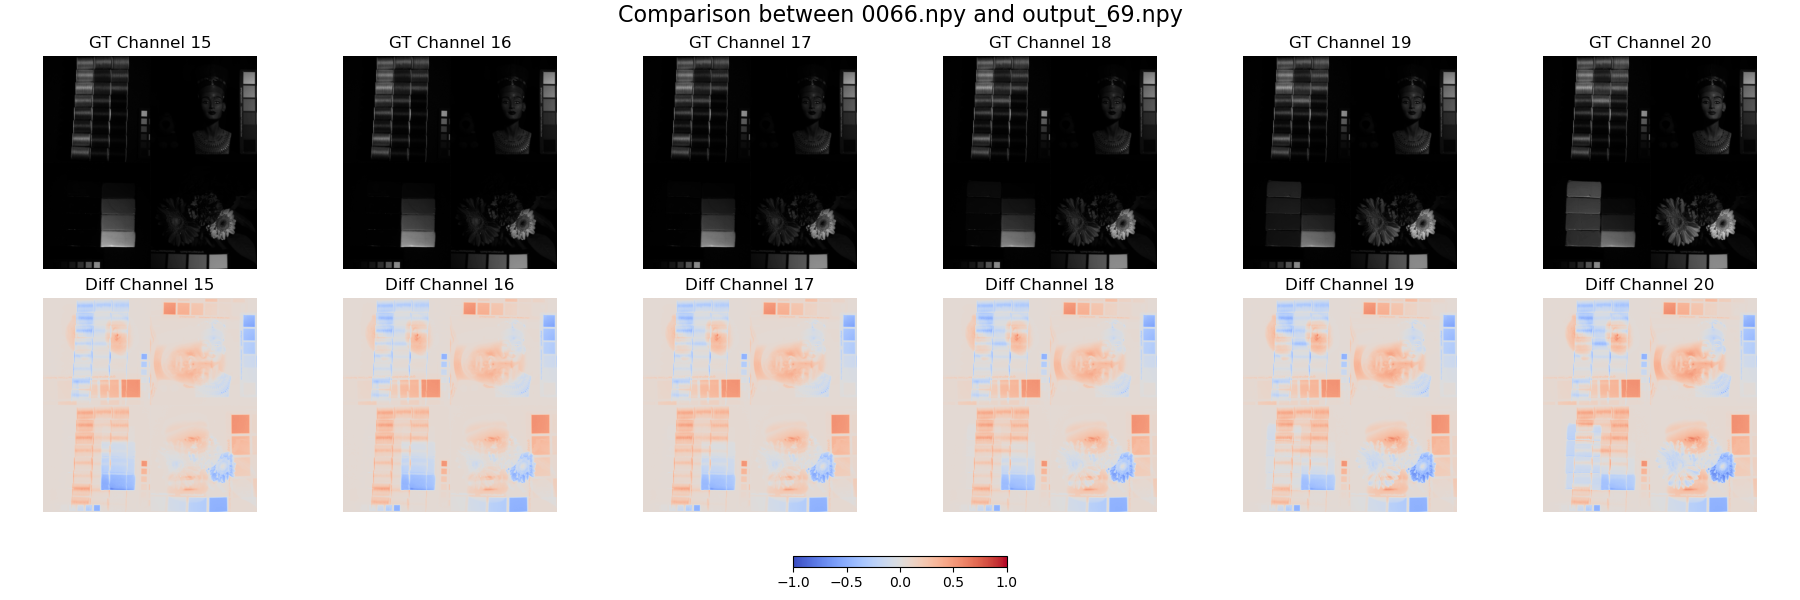 Comparison between 0066.npy and output_69.npy
GT Channel 15
GT Channel 16
GT Channel 17
GT Channel 18
GT Channel 19
GT Channel 20
Diff Channel 15
Diff Channel 16
Diff Channel 17
Diff Channel 18
Diff Channel 19
Diff Channel 20
−1.0 −0.5 0.0 0.5 1.0